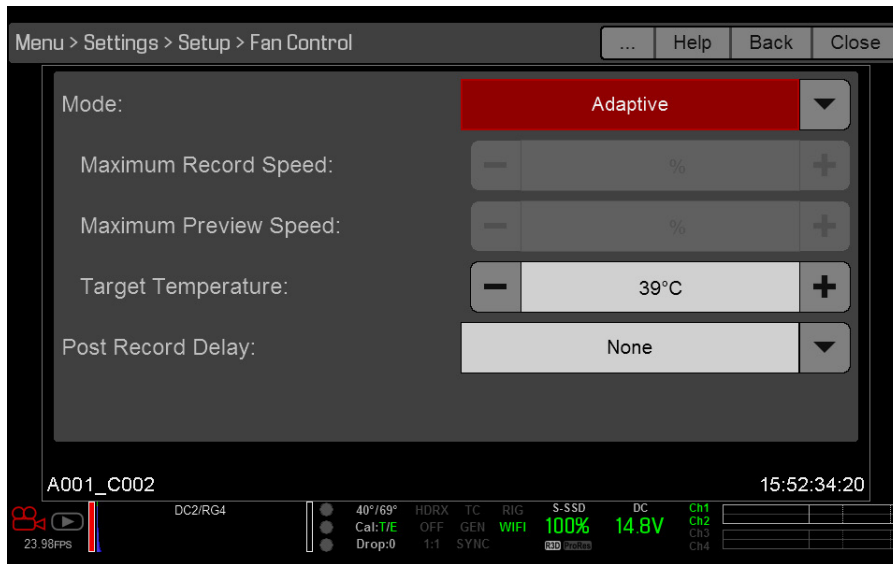 Menu > Settings > Setup > Fan Control ... Help Back Close
Mode: Adaptive
Maximum Record Speed: %
Maximum Preview Speed: %
Target Temperature: 39°C
Post Record Delay: None
A001_C002 15:52:34:20
DC2/RG4 40°/69° HDRX TC RIG S-SSD DC Ch1
Cal:T/E OFF GEN WIFI 100% 14.8V Ch2
23.98FPS Drop:0 1:1 SYNC R3D ProRes Ch3
Ch4